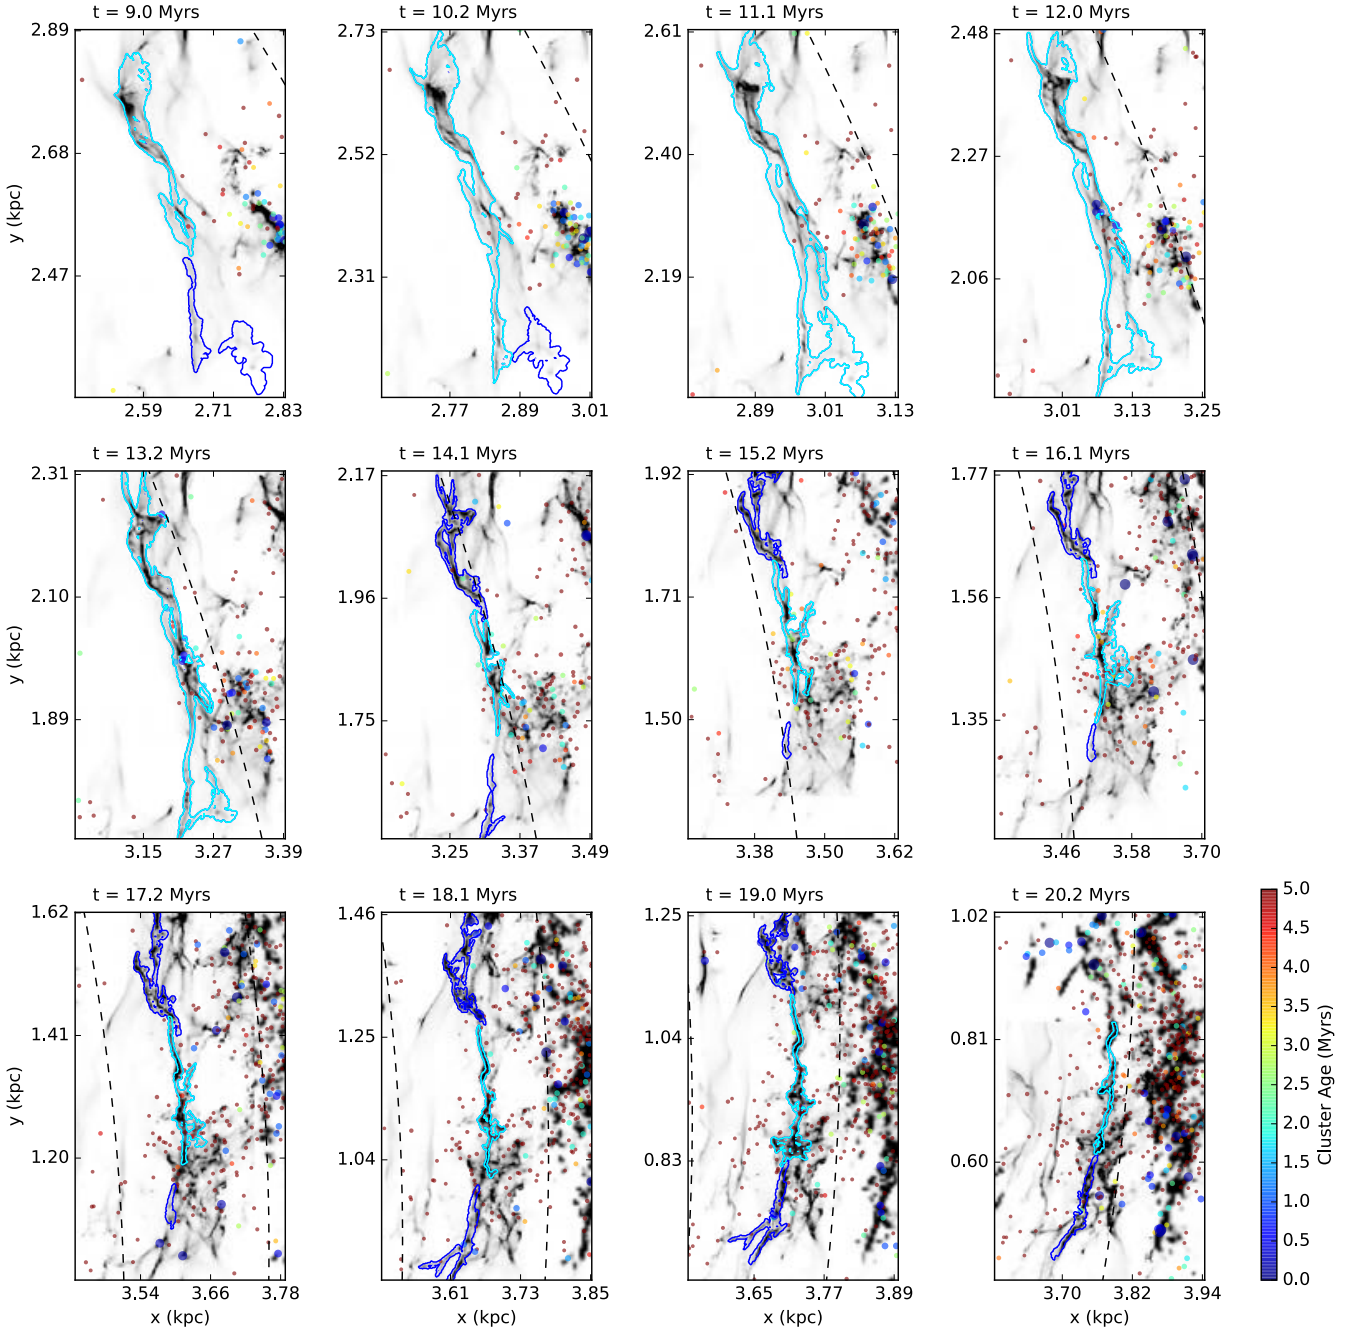 t = 9.0 Myrs
t = 10.2 Myrs
t = 11.1 Myrs
t = 12.0 Myrs
2.89
2.68
2.47
y (kpc)
2.59 2.71 2.83
2.73
2.52
2.31
2.77 2.89 3.01
2.61
2.40
2.19
2.89 3.01 3.13
2.48
2.27
2.06
3.01 3.13 3.25
t = 13.2 Myrs
t = 14.1 Myrs
t = 15.2 Myrs
t = 16.1 Myrs
2.31
2.10
1.89
y (kpc)
3.15 3.27 3.39
2.17
1.96
1.75
3.25 3.37 3.49
1.92
1.71
1.50
3.38 3.50 3.62
1.77
1.56
1.35
3.46 3.58 3.70
t = 17.2 Myrs
t = 18.1 Myrs
t = 19.0 Myrs
t = 20.2 Myrs
1.62
1.41
1.20
y (kpc)
3.54 3.66 3.78
x (kpc)
1.46
1.25
1.04
3.61 3.73 3.85
x (kpc)
1.25
1.04
0.83
3.65 3.77 3.89
x (kpc)
1.02
0.81
0.60
3.70 3.82 3.94
x (kpc)
5.0
4.5
4.0
3.5
3.0
2.5
2.0
1.5
1.0
0.5
0.0
Cluster Age (Myrs)